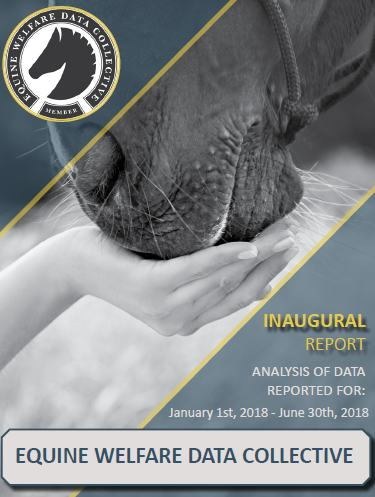 EQUINE WELFARE DATA COLLECTIVE
MEMBER
INAUGURAL
REPORT
ANALYSIS OF DATA
REPORTED FOR:
January 1st, 2018 - June 30th, 2018
EQUINE WELFARE DATA COLLECTIVE